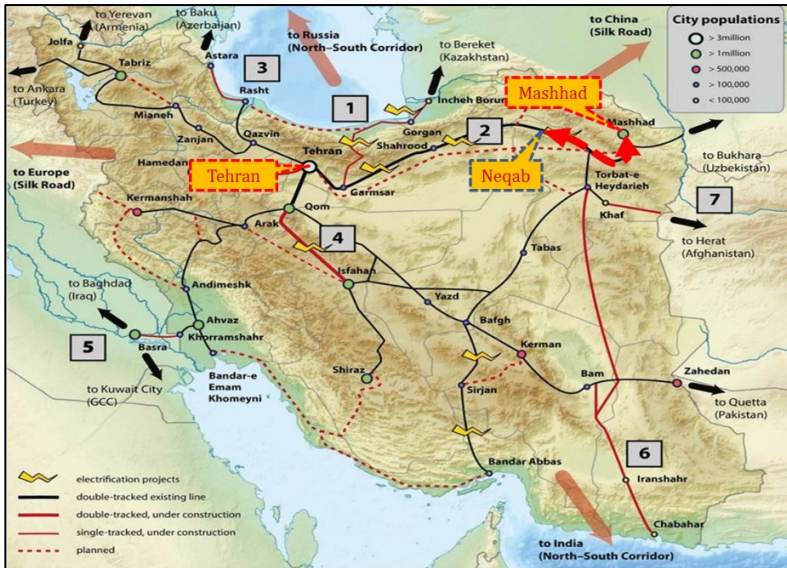 to Yerevan
(Armenia)
to Baku
(Azerbaijan)
to Russia
(North–South Corridor)
to Bereket
(Kazakhstan)
to China
(Silk Road)
City populations
> 3million
> 1million
> 500,000
> 100,000
< 100,000
Jolfa
Astara
Tabriz
3
Rasht
to Ankara
(Turkey)
Mianeh
Zanjan
Qazvin
1
Incheh Borun
Gorgan
2
Mashhad
Mashhad
Shahrood
Hamedan
Tehran
Tehran
Neqab
to Bukhara
(Uzbekistan)
to Europe
(Silk Road)
Garmsar
Torbat-e
Heydarieh
Kermanshah
Qom
Khaf
7
Arak
4
to Herat
(Afghanistan)
Tabas
Isfahan
to Baghdad
(Iraq)
Andimeshk
Yazd
Ahvaz
Bafgh
5
Basra
Khorramshahr
Kerman
to Kuwait City
(GCC)
Bandar-e
Emam
Khomeyni
Shiraz
Sirjan
Bam
Zahedan
to Quetta
(Pakistan)
6
electrification projects
double-tracked existing line
double-tracked, under construction
single-tracked, under construction
planned
Bandar Abbas
Iranshahr
Chabahar
to India
(North–South Corridor)